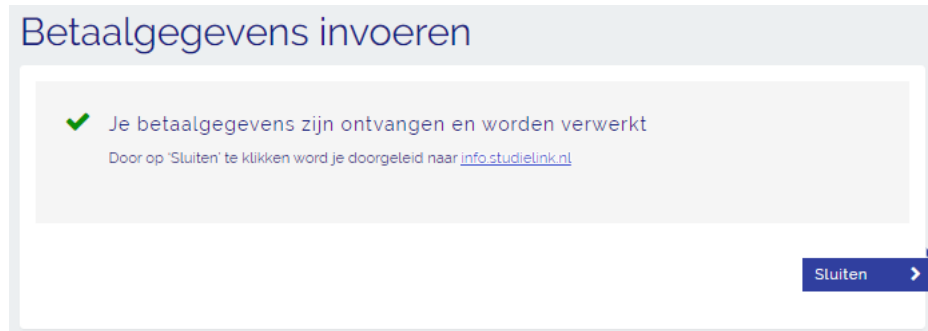 Betaalgegevens invoeren
Je betaalgegevens zijn ontvangen en worden verwerkt
Door op 'Sluiten' te klikken word je doorgeleid naar info.studielink.nl
Sluiten